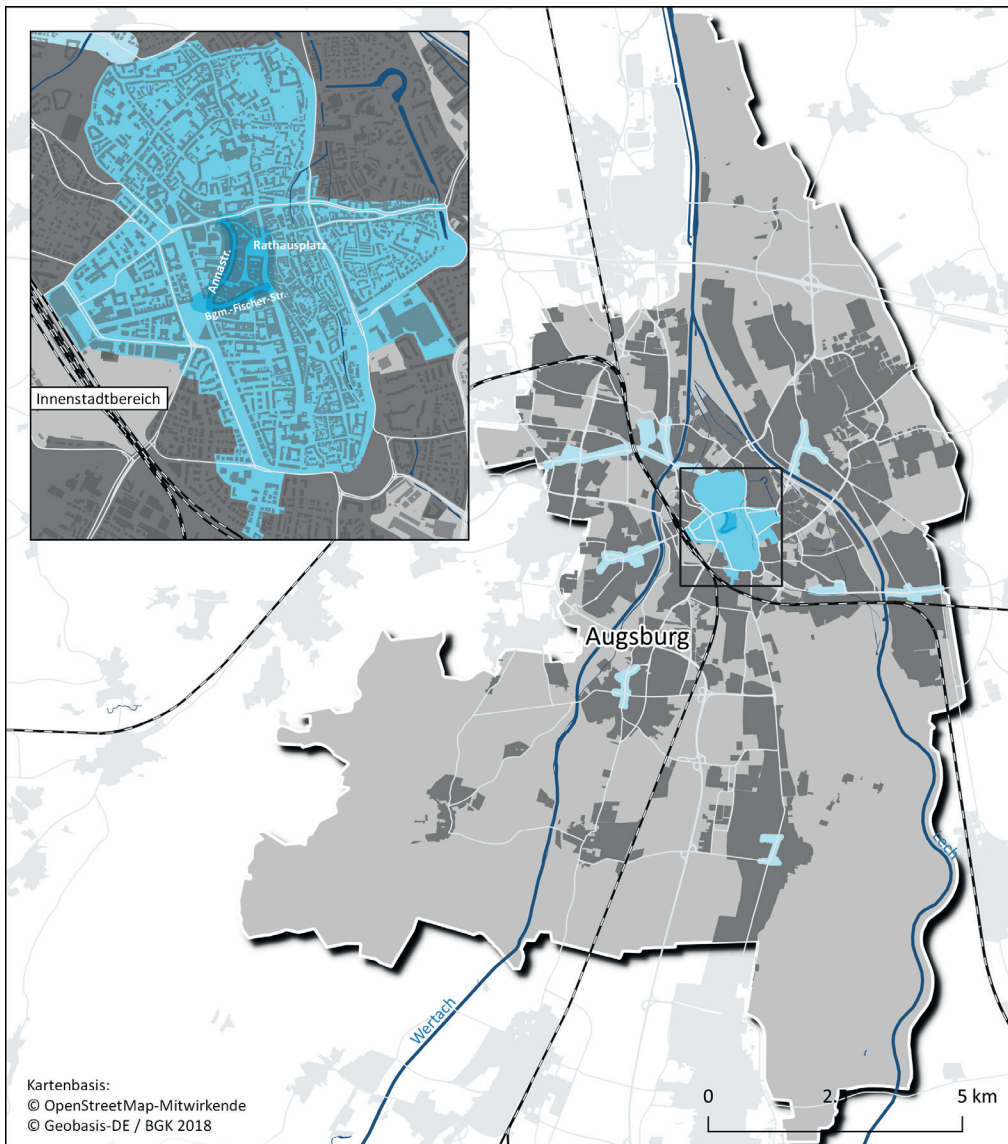 Annastr.
Rathausplatz
Bgm.-Fischer-Str.
Innenstadtbereich
Augsburg
Lech
Wertach
Kartenbasis:
© OpenStreetMap-Mitwirkende
© Geobasis-DE / BGK 2018
0 2. 5 km